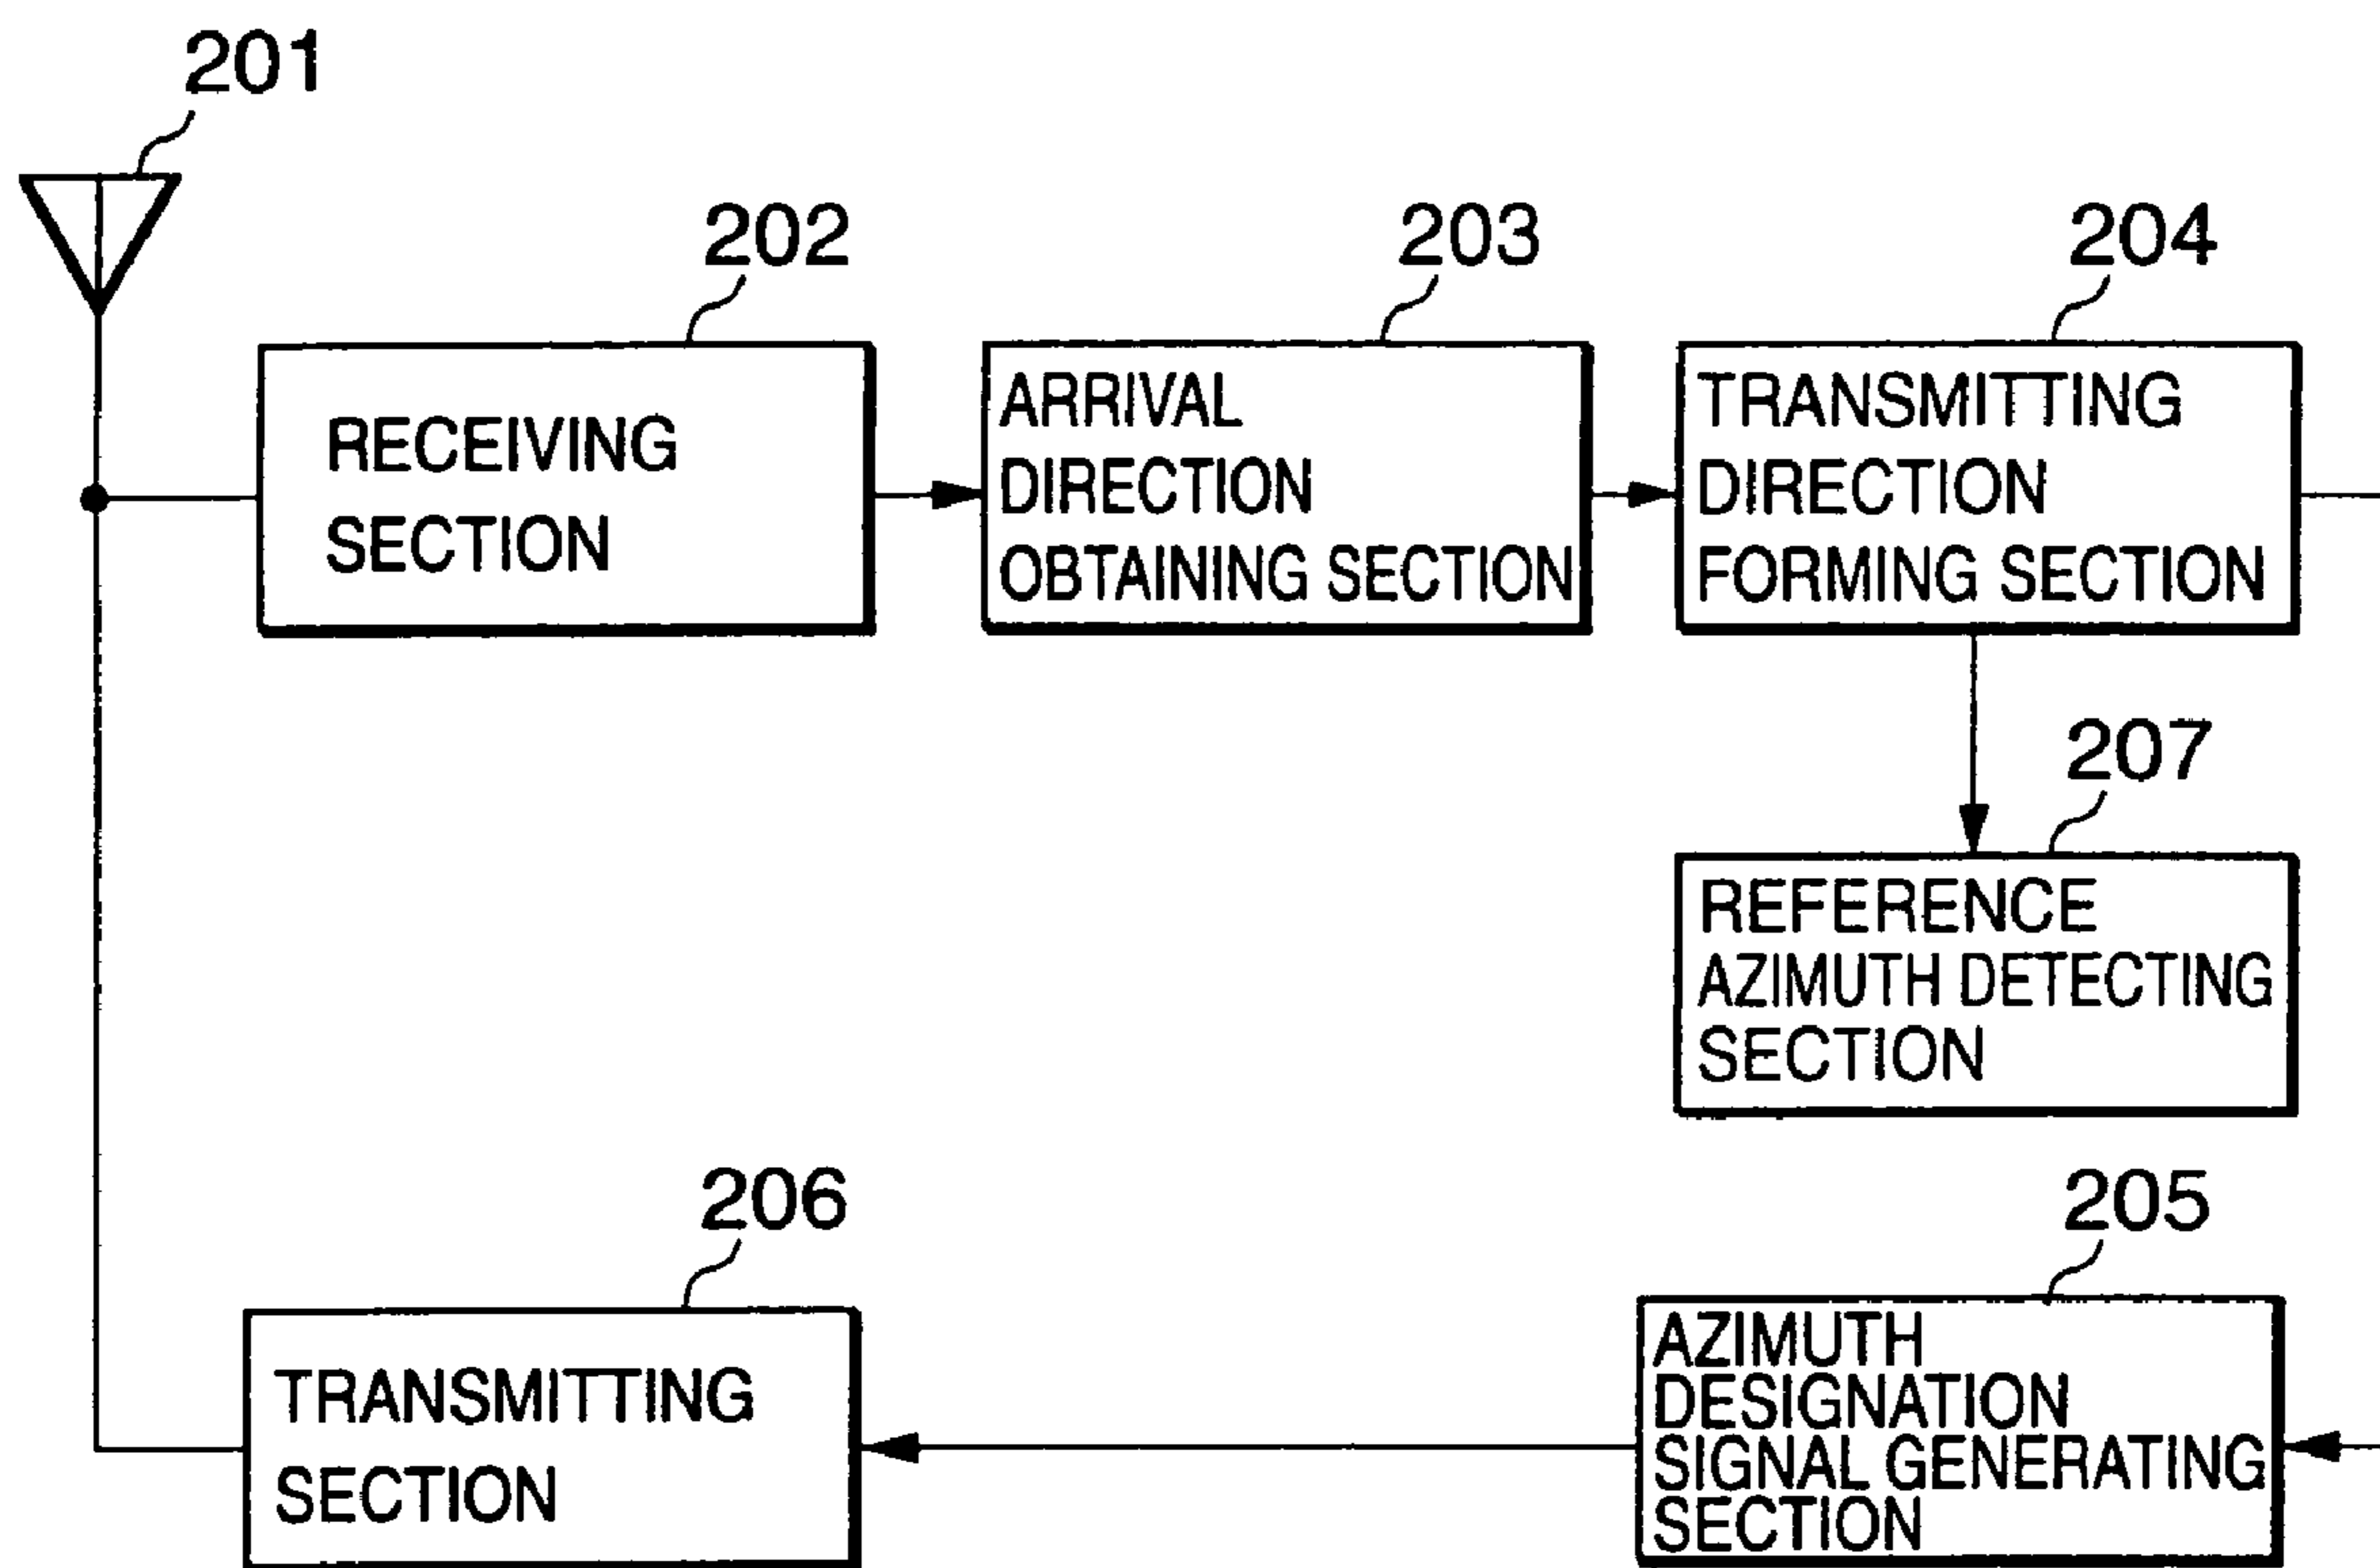 201
202
203
204
RECEIVING
SECTION
ARRIVAL
DIRECTION
OBTAINING SECTION
TRANSMITTING
DIRECTION
FORMING SECTION
207
REFERENCE
AZIMUTH DETECTING
SECTION
206
205
TRANSMITTING
SECTION
AZIMUTH
DESIGNATION
SIGNAL GENERATING
SECTION